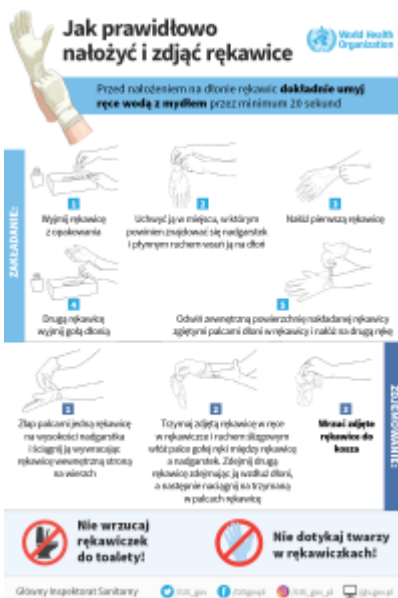 Jak prawidłowo
nałożyć i zdjąć rękawice
World Health
Organization
Przed nałożeniem na dłonie rękawic dokładnie umyj
ręce wodą z mydłem przez minimum 20 sekund
ZAKŁADANIE:
1
Wyjmij rękawicę
z opakowania
2
Uchwyć ją w miejscu, w którym
powinien znajdować się nadgarstek
i płynnym ruchem wsuń ją na dłoń
3
Nałóż pierwszą rękawicę
4
Drugą rękawicę
wyjmij gołą dłonią
5
Odwiń zewnętrzną powierzchnię nakładanej rękawicy
zgiętymi palcami dłoni w rękawicy i nałóż na drugą rękę
ZDEJMOWANIE:
1
Złap palcami jedną rękawicę
na wysokości nadgarstka
i ściągnij ją wywracając
rękawicę wewnętrzną stroną
na wierzch
2
Trzymaj zdjętą rękawicę w ręce
w rękawiczce i ruchem ślizgowym
włóż palce gołej ręki między rękawicę
a nadgarstek. Zdejmij drugą
rękawicę zdejmując ją wzdłuż dłoni,
a następnie naciągnij na trzymaną
w palcach rękawicę
3
Wrzuć zdjęte
rękawice do
kosza
Nie wrzucaj
rękawiczek
do toalety!
Nie dotykaj twarzy
w rękawiczkach!
Główny Inspektorat Sanitarny